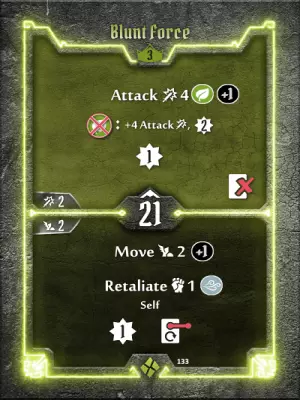 Blunt Force
3
Attack 4 +1
: +4 Attack , 2
1
2
21
2
Move 2 +1
Retaliate 1
Self
1
133